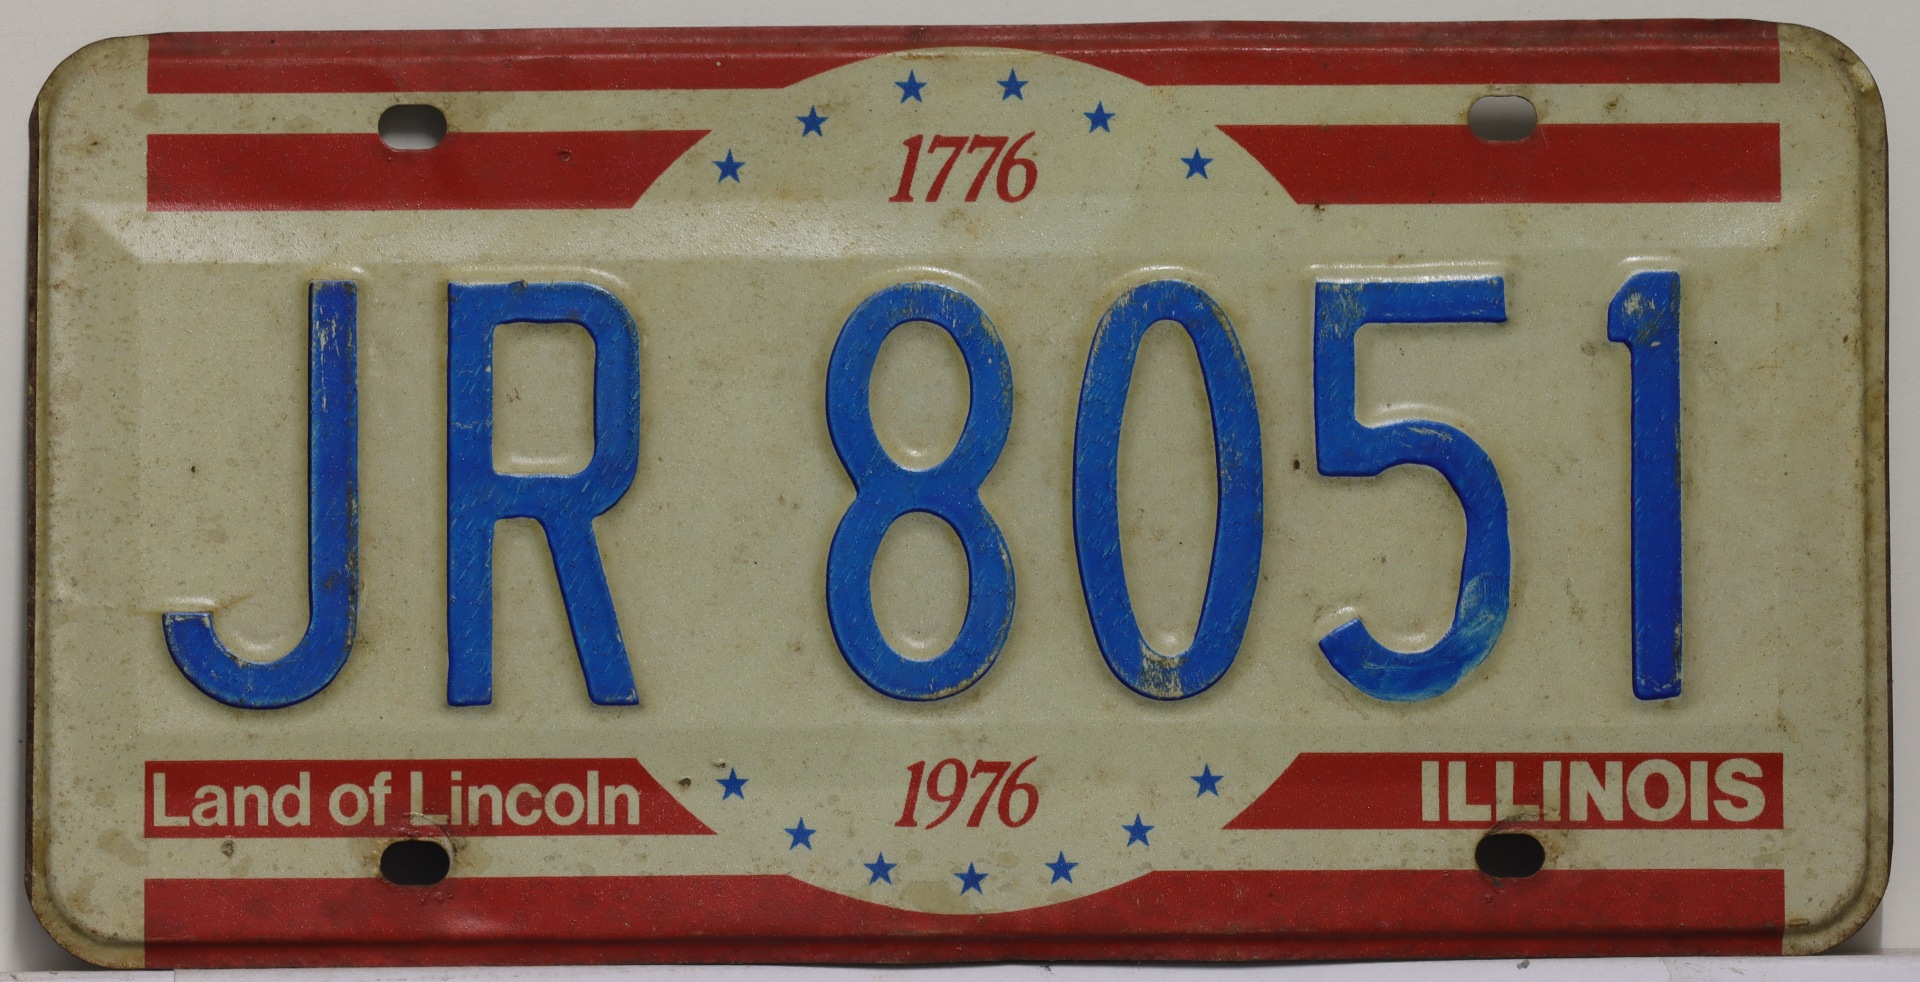 1776
JR 8051
Land of Lincoln 1976 ILLINOIS